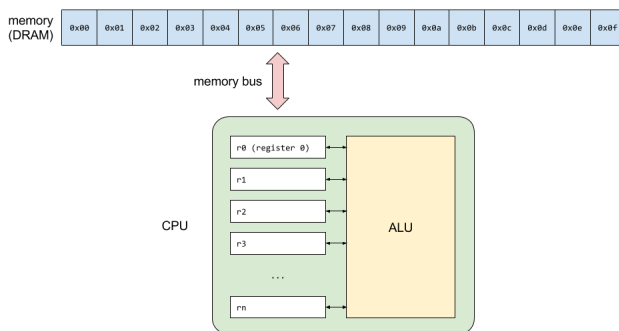 memory
(DRAM)
0x00 0x01 0x02 0x03 0x04 0x05 0x06 0x07 0x08 0x09 0x0a 0x0b 0x0c 0x0d 0x0e 0x0f
memory bus
r0 (register 0)
r1
r2
r3
...
rn
CPU
ALU